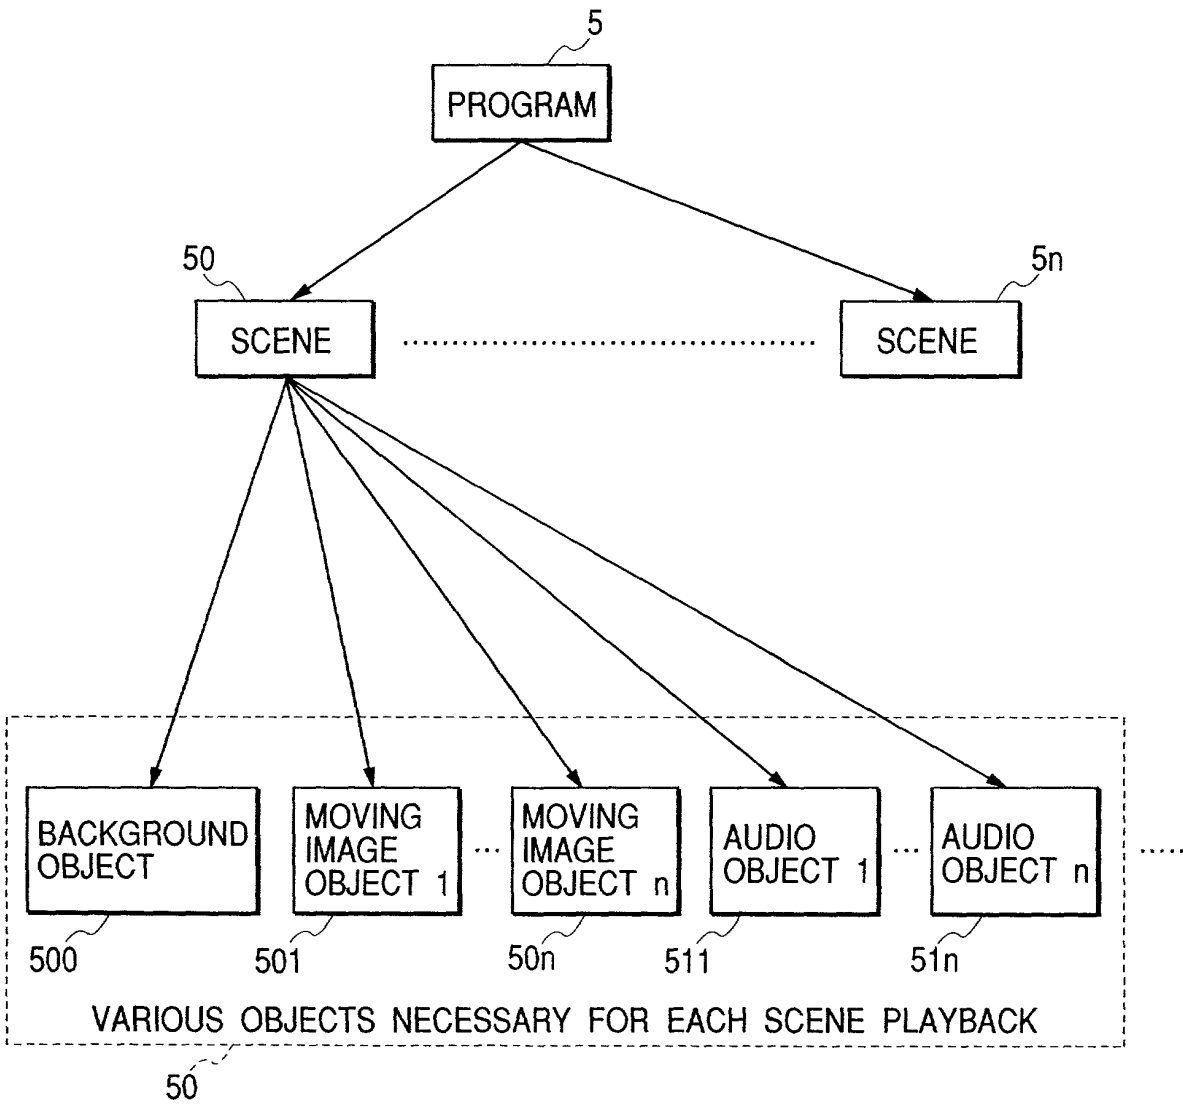 5
PROGRAM
50
5n
SCENE
....................................
SCENE
BACKGROUND
OBJECT
MOVING
IMAGE
OBJECT 1
...
MOVING
IMAGE
OBJECT n
AUDIO
OBJECT 1
...
AUDIO
OBJECT n
.....
500
501
50n
511
51n
VARIOUS OBJECTS NECESSARY FOR EACH SCENE PLAYBACK
50